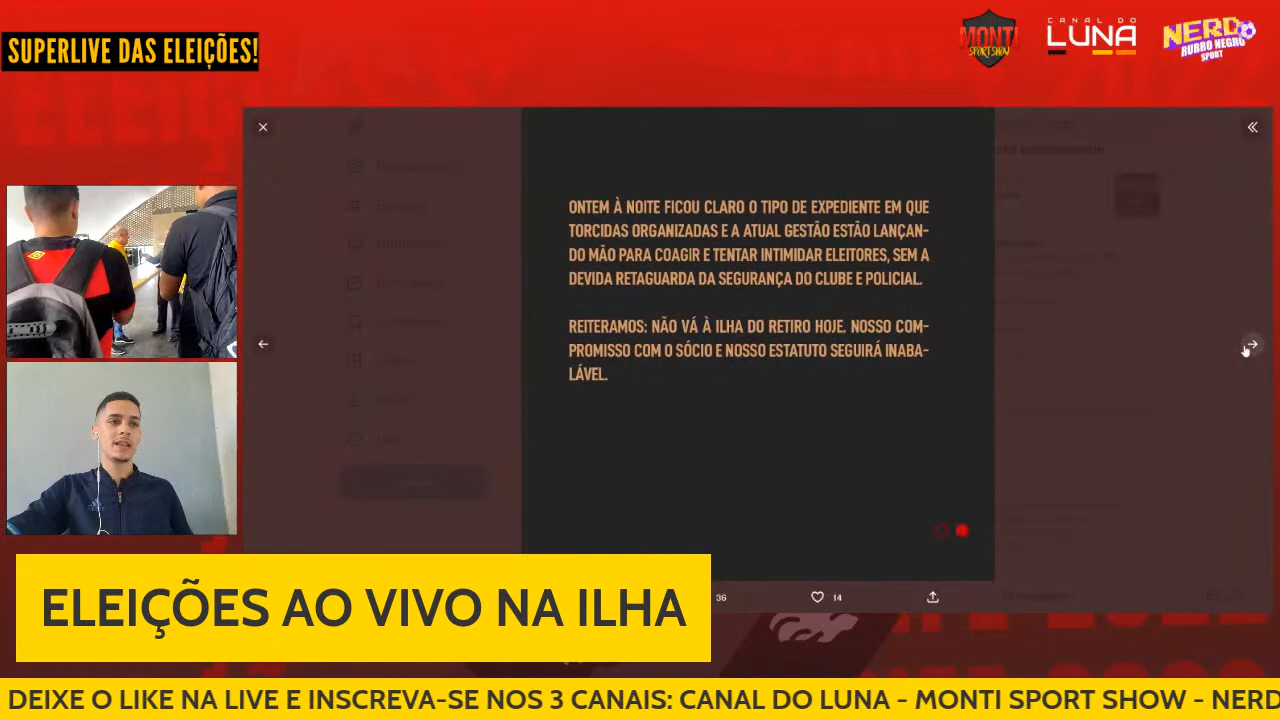 SUPERLIVE DAS ELEIÇÕES!
MONTI
SPORT SHOW
CANAL DO
LUNA
NERD
RUBRO NEGRO
SPORT
ONTEM À NOITE FICOU CLARO O TIPO DE EXPEDIENTE EM QUE
TORCIDAS ORGANIZADAS E A ATUAL GESTÃO ESTÃO LANÇAN-
DO MÃO PARA COAGIR E TENTAR INTIMIDAR ELEITORES, SEM A
DEVIDA RETAGUARDA DA SEGURANÇA DO CLUBE E POLICIAL.
REITERAMOS: NÃO VÁ À ILHA DO RETIRO HOJE. NOSSO COM-
PROMISSO COM O SÓCIO E NOSSO ESTATUTO SEGUIRÁ INABA-
LÁVEL.
36
14
ELEIÇÕES AO VIVO NA ILHA
DEIXE O LIKE NA LIVE E INSCREVA-SE NOS 3 CANAIS: CANAL DO LUNA - MONTI SPORT SHOW - NERD